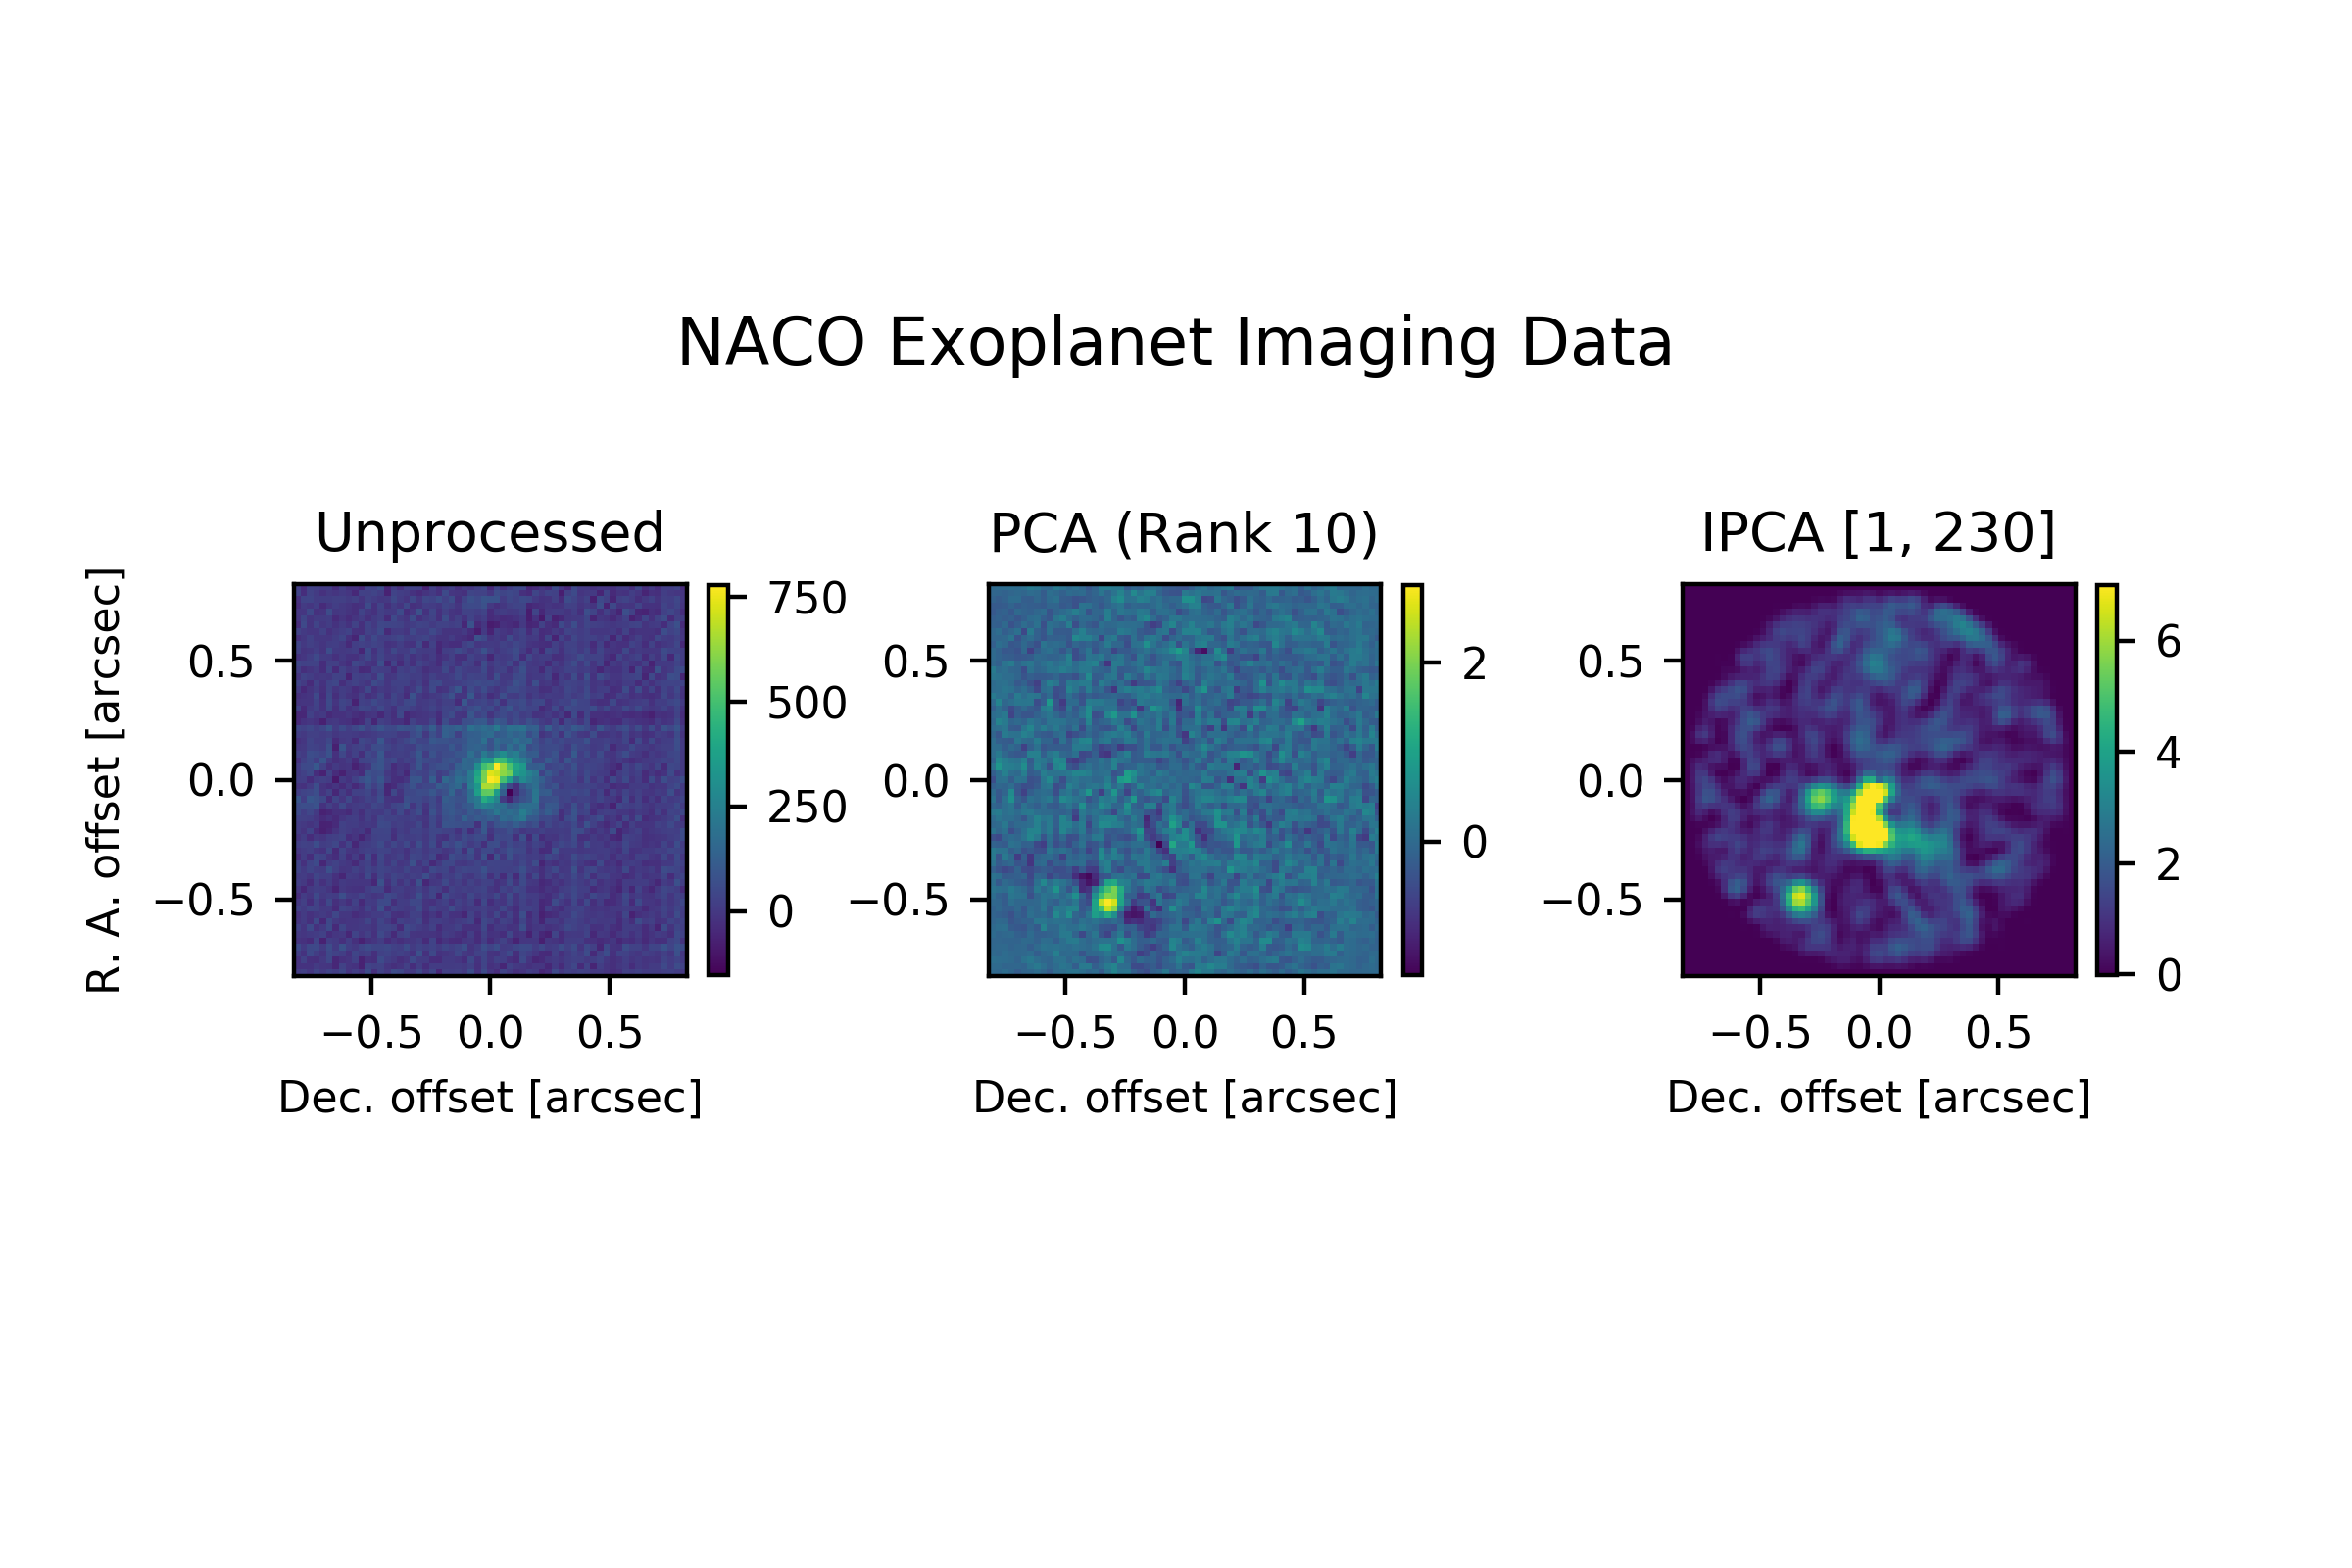 NACO Exoplanet Imaging Data
Unprocessed
R. A. offset [arcsec]
0.5
0.0
−0.5
−0.5 0.0 0.5
Dec. offset [arcsec]
750
500
250
0
PCA (Rank 10)
0.5
0.0
−0.5
−0.5 0.0 0.5
Dec. offset [arcsec]
2
0
IPCA [1, 230]
0.5
0.0
−0.5
−0.5 0.0 0.5
Dec. offset [arcsec]
6
4
2
0